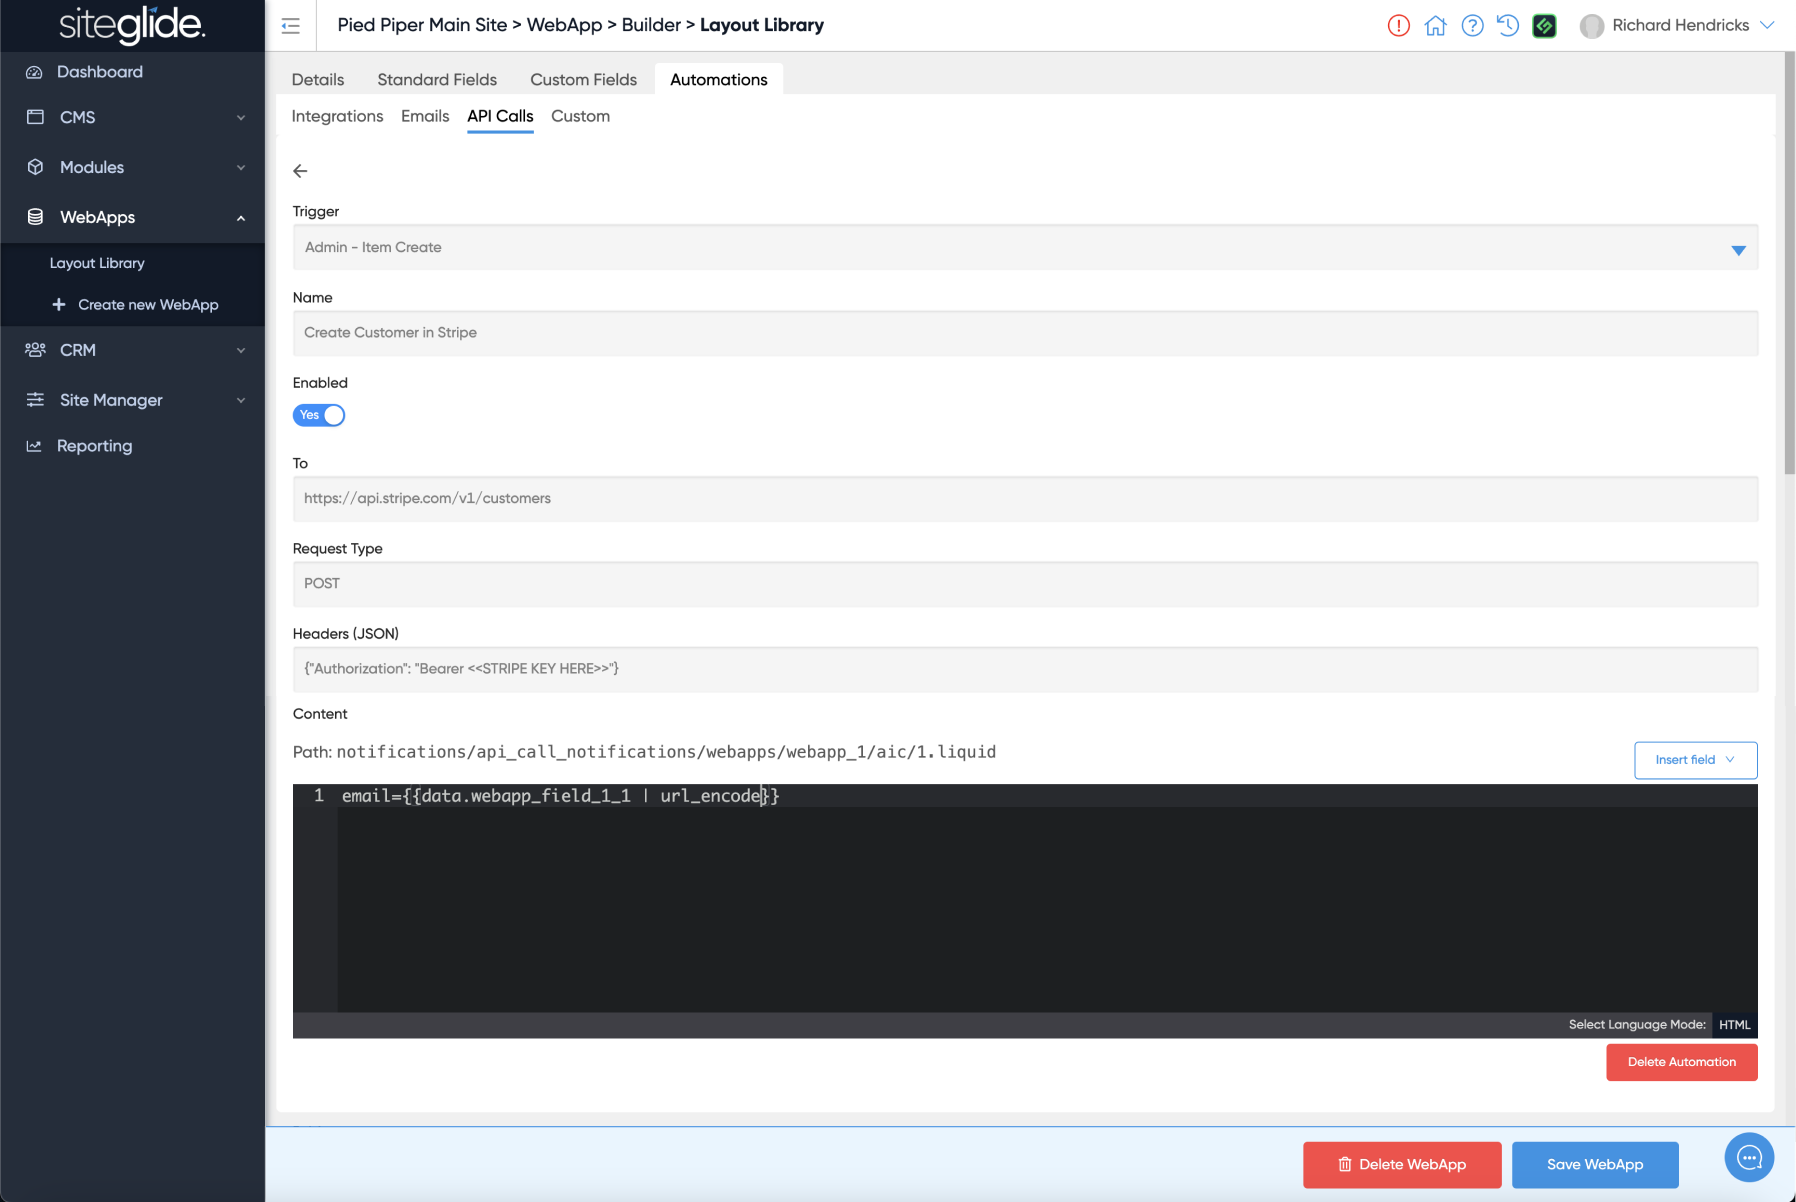 siteglide.
Pied Piper Main Site > WebApp > Builder > Layout Library
Richard Hendricks
Dashboard
CMS
Modules
WebApps
Layout Library
+ Create new WebApp
CRM
Site Manager
Reporting
Details Standard Fields Custom Fields Automations
Integrations Emails API Calls Custom
Trigger
Admin - Item Create
Name
Create Customer in Stripe
Enabled
Yes
To
https://api.stripe.com/v1/customers
Request Type
POST
Headers (JSON)
{"Authorization": "Bearer <<STRIPE KEY HERE>>"}
Content
Path: notifications/api_call_notifications/webapps/webapp_1/aic/1.liquid
Insert field
1 email={{data.webapp_field_1_1 | url_encode}}
Select Language Mode: HTML
Delete Automation
Delete WebApp
Save WebApp